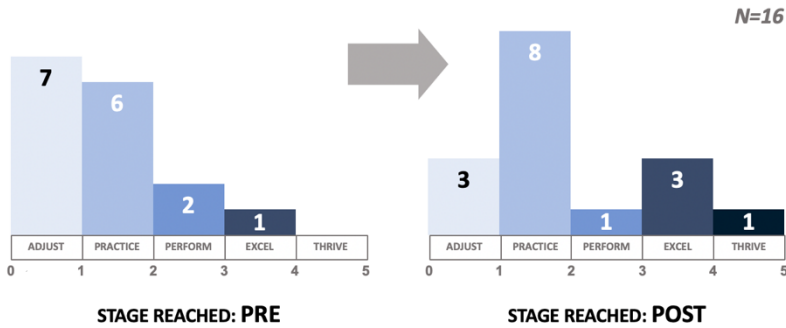 N=16
7
6
2
1
ADJUST PRACTICE PERFORM EXCEL THRIVE
0 1 2 3 4 5
STAGE REACHED: PRE
8
3
1
3
1
ADJUST PRACTICE PERFORM EXCEL THRIVE
0 1 2 3 4 5
STAGE REACHED: POST